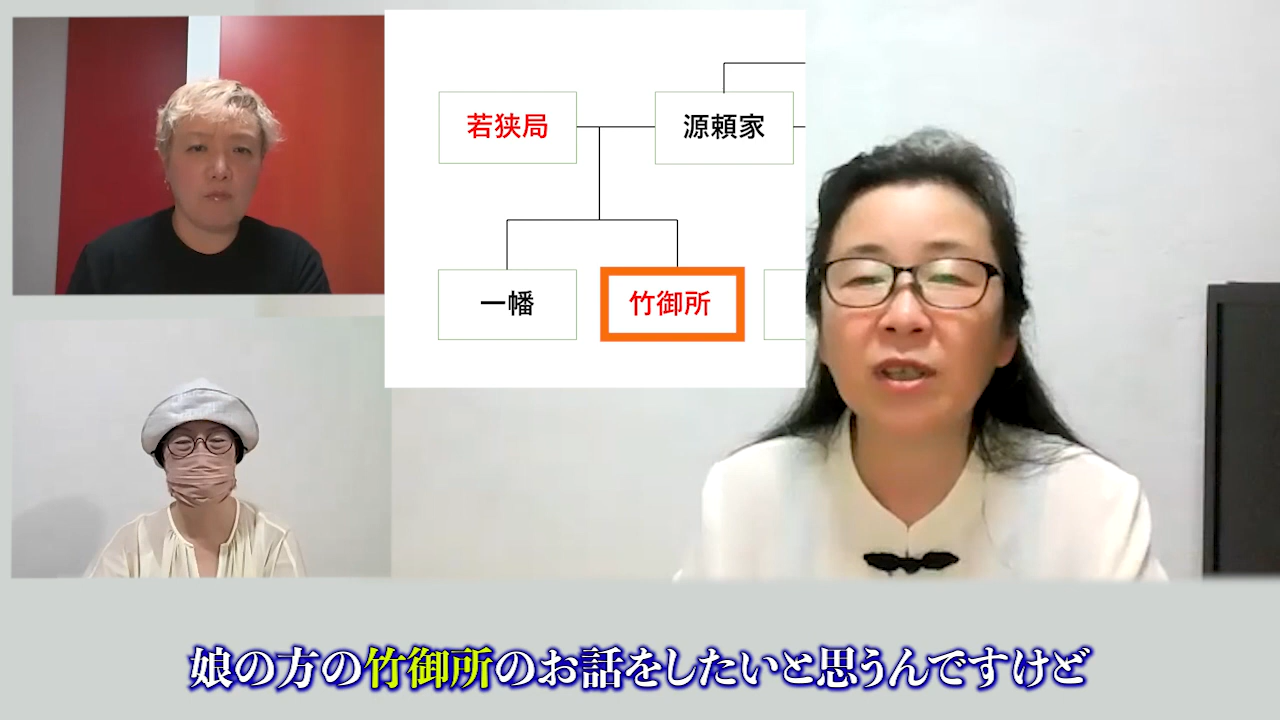 若狭局
源頼家
一幡
竹御所
娘の方の竹御所のお話をしたいと思うんですけど